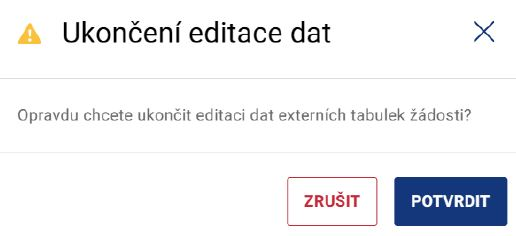 Ukončení editace dat
Opravdu chcete ukončit editaci dat externích tabulek žádosti?
ZRUŠIT
POTVRDIT